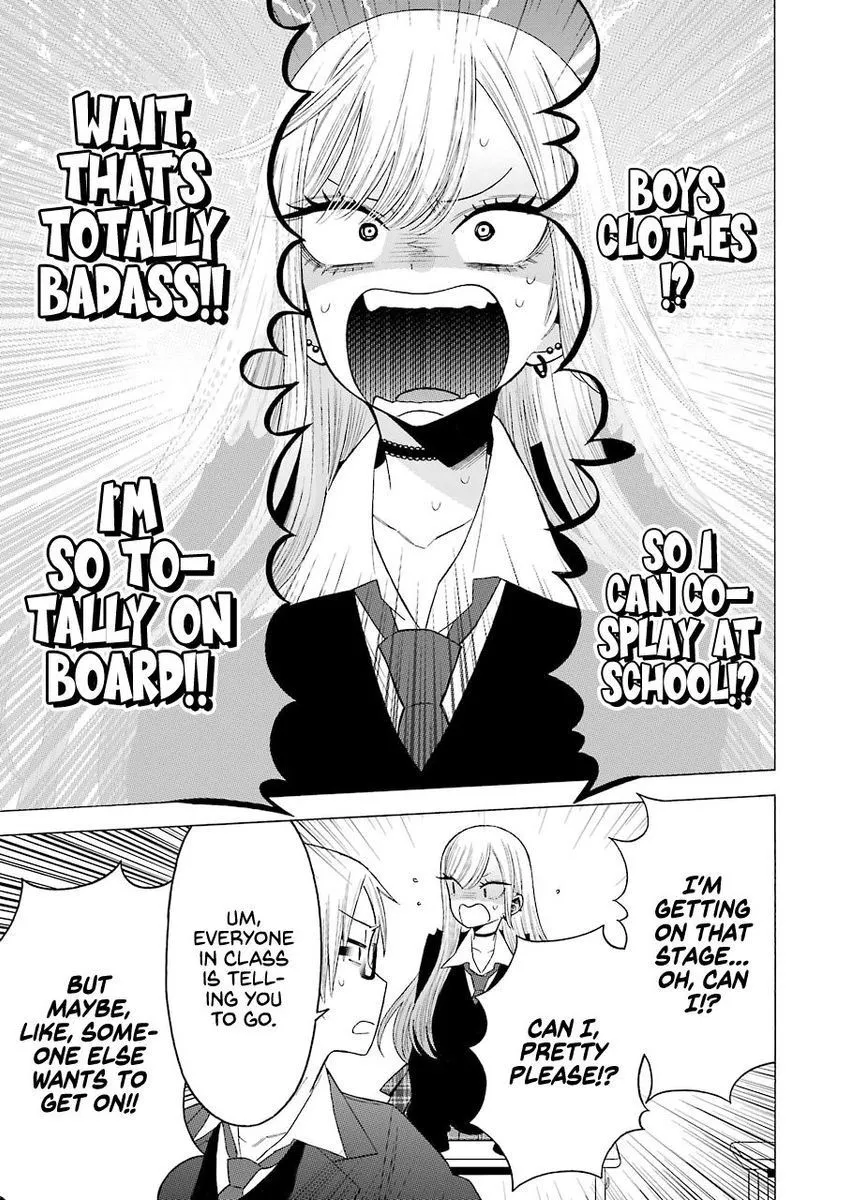 BOYS
CLOTHES
!?
SO I
CAN CO-
SPLAY AT
SCHOOL!?
WAIT,
THAT'S
TOTALLY
BADASS!!
I'M
SO TO-
TALLY ON
BOARD!!
I'M
GETTING
ON THAT
STAGE...
OH, CAN
I!?
CAN I,
PRETTY
PLEASE!?
UM,
EVERYONE
IN CLASS
IS TELL-
ING YOU
TO GO.
BUT
MAYBE,
LIKE, SOME-
ONE ELSE
WANTS TO
GET ON!!